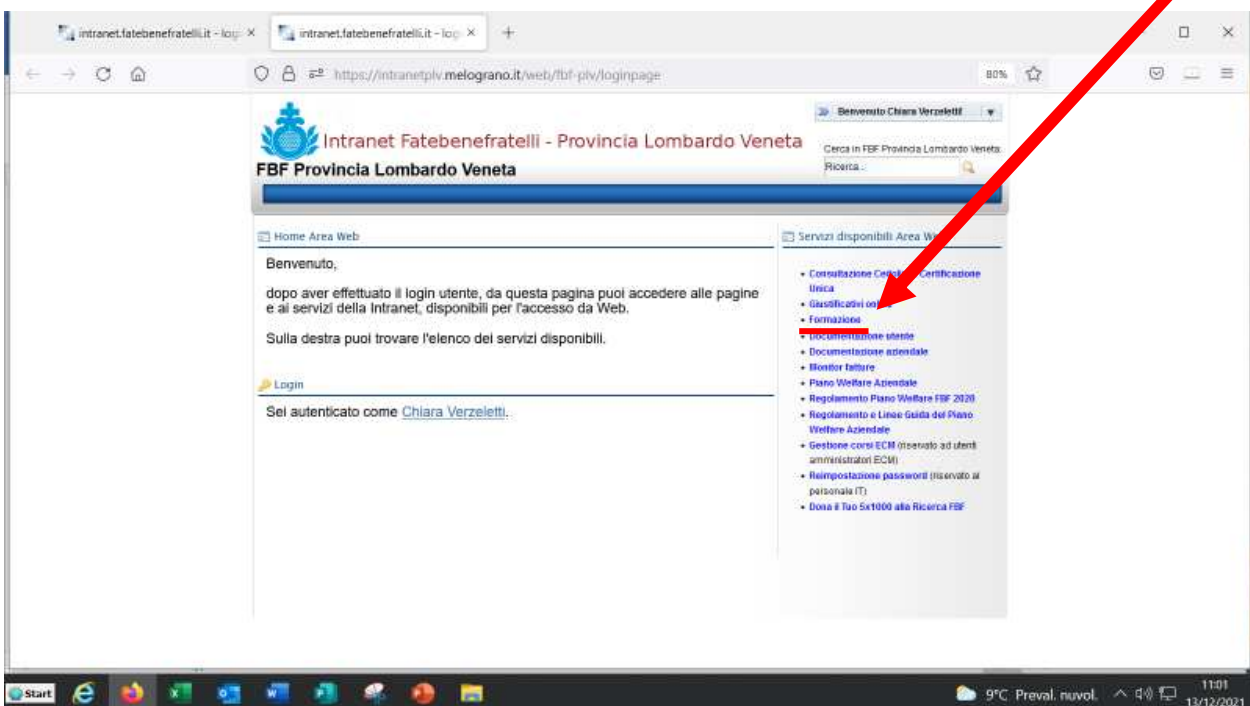 intranet.fatebenefratelli.it - log
intranet.fatebenefratelli.it - log
https://intranetplv.melograno.it/web/fbf-plv/loginpage
80%
Benvenuto Chiara Verzeletti!
Intranet Fatebenefratelli - Provincia Lombardo Veneta
Cerca in FBF Provincia Lombardo Veneta:
FBF Provincia Lombardo Veneta
Ricerca...
Home Area Web
Benvenuto,
dopo aver effettuato il login utente, da questa pagina puoi accedere alle pagine
e ai servizi della Intranet, disponibili per l'accesso da Web.
Sulla destra puoi trovare l'elenco dei servizi disponibili.
Login
Sei autenticato come Chiara Verzeletti.
Servizi disponibili Area
Consultazione Certificazione
Unica
Giustificativi
Formazione
Documentazione utente
Documentazione aziendale
Monitor fatture
Piano Welfare Aziendale
Regolamento Piano Welfare FBF 2020
Regolamento e Linee Guida del Piano
Welfare Aziendale
Gestione corsi ECM (riservato ad utenti
amministratori ECM)
Reimpostazione password (riservato al
personale IT)
Dona il Tuo 5x1000 alla Ricerca FBF
Start
9°C Preval. nuvol.
11:01
13/12/2021